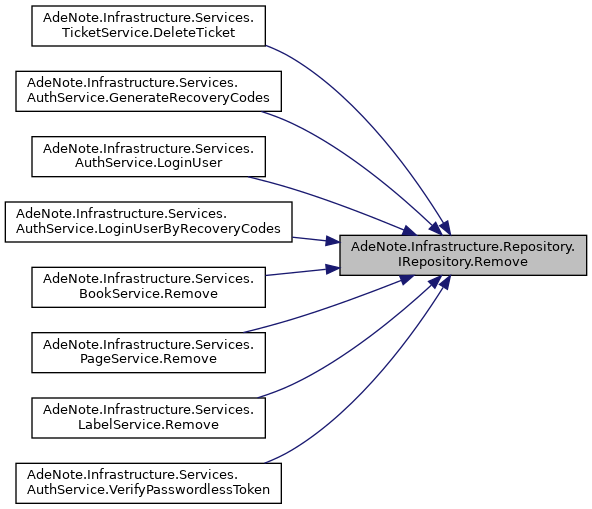 AdeNote.Infrastructure.Services.
TicketService.DeleteTicket
AdeNote.Infrastructure.Services.
AuthService.GenerateRecoveryCodes
AdeNote.Infrastructure.Services.
AuthService.LoginUser
AdeNote.Infrastructure.Services.
AuthService.LoginUserByRecoveryCodes
AdeNote.Infrastructure.Repository.
IRepository.Remove
AdeNote.Infrastructure.Services.
BookService.Remove
AdeNote.Infrastructure.Services.
PageService.Remove
AdeNote.Infrastructure.Services.
LabelService.Remove
AdeNote.Infrastructure.Services.
AuthService.VerifyPasswordlessToken